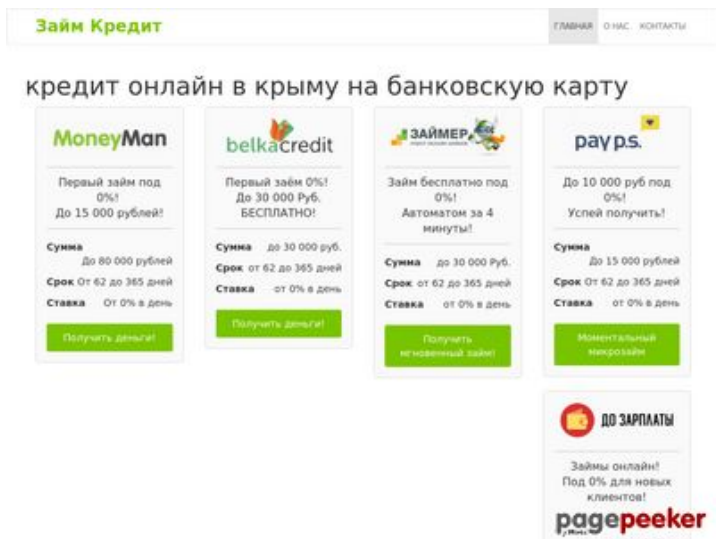 Займ Кредит
ГЛАВНАЯ О НАС. КОНТАКТЫ
кредит онлайн в крыму на банковскую карту
MoneyMan
Первый займ под
0%!
До 15 000 рублей!
Сумма
До 80 000 рублей
Срок От 62 до 365 дней
Ставка От 0% в день
Получить деньги!
belkacredit
Первый заём 0%!
До 30 000 Руб.
БЕСПЛАТНО!
Сумма до 30 000 руб.
Срок от 62 до 365 дней
Ставка от 0% в день
Получить деньги!
ЗАЙМЕР
Займ бесплатно под
0%!
Автоматом за 4
минуты!
Сумма до 30 000 Руб.
Срок от 62 до 365 дней
Ставка от 0% в день
Получить
мгновенный займ!
pay p.s.
До 10 000 руб под
0%!
Успей получить!
Сумма
До 15 000 рублей
Срок От 62 до 365 дней
Ставка от 0% в день
Моментальный
микрозайм
ДО ЗАРПЛАТЫ
Займы онлайн!
Под 0% для новых
клиентов!
pagepeeker